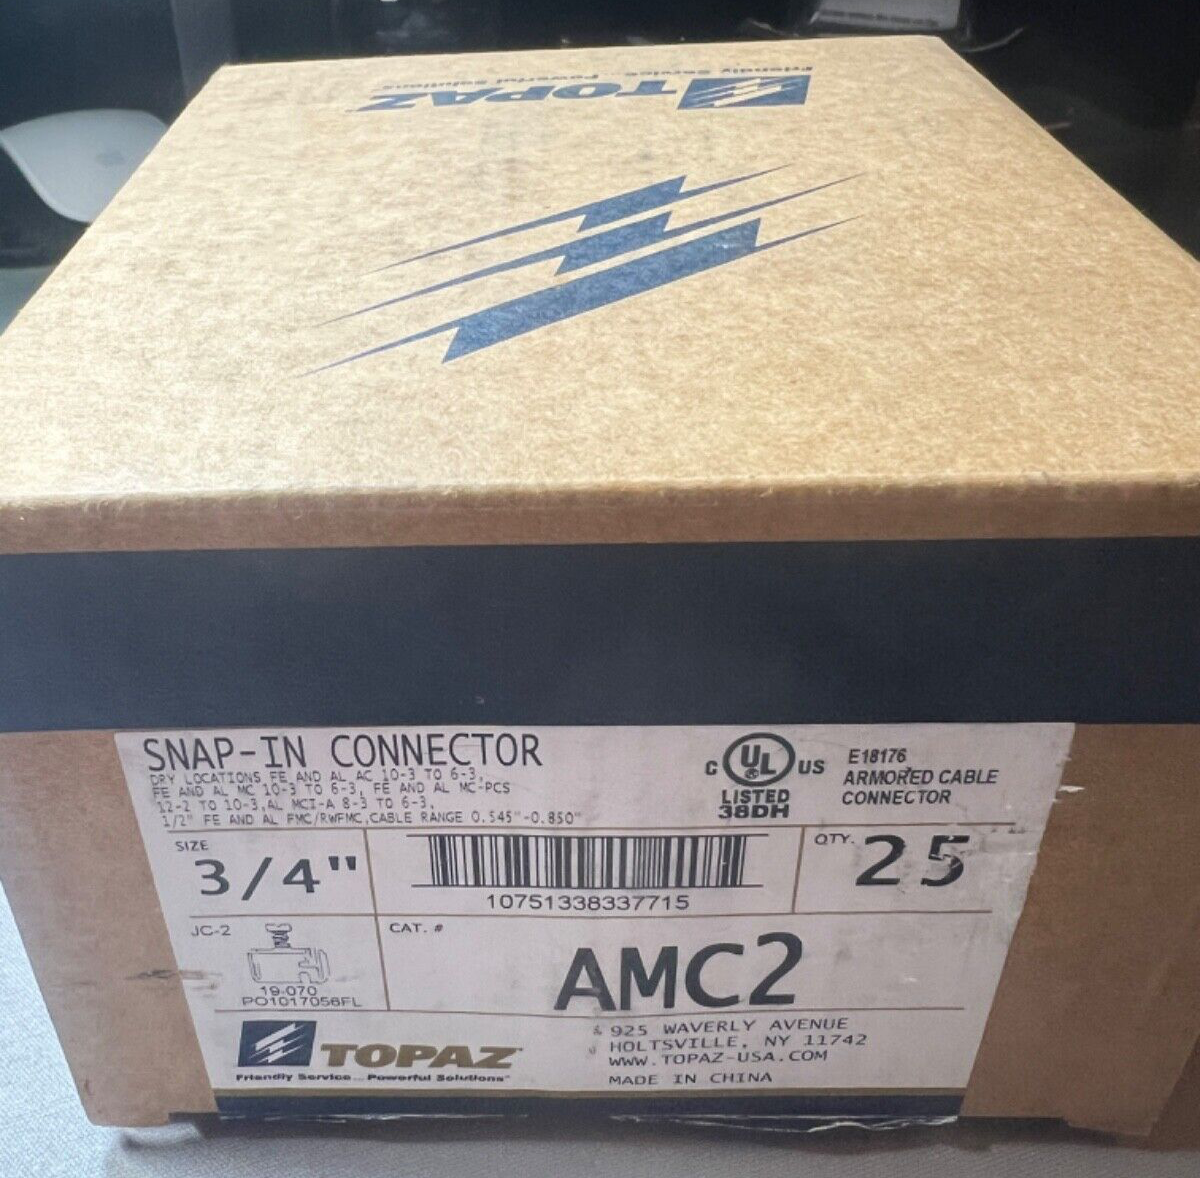 TOPAZ
Friendly Service Powerful Solutions
SNAP-IN CONNECTOR
DRY LOCATIONS FE AND AL AC 10-3 TO 6-3,
FE AND AL MC 10-3 TO 6-3, FE AND AL MC-PCS
12-2 TO 10-3,AL MCI-A 8-3 TO 6-3,
1/2" FE AND AL FMC/RWFMC,CABLE RANGE 0.545"-0.850"
C UL US
LISTED
38DH
E18176
ARMORED CABLE
CONNECTOR
SIZE
3/4"
10751338337715
QTY. 25
JC-2
19-070
PO1017056FL
CAT. #
AMC2
TOPAZ
Friendly Service... Powerful Solutions
925 WAVERLY AVENUE
HOLTSVILLE, NY 11742
WWW.TOPAZ-USA.COM
MADE IN CHINA